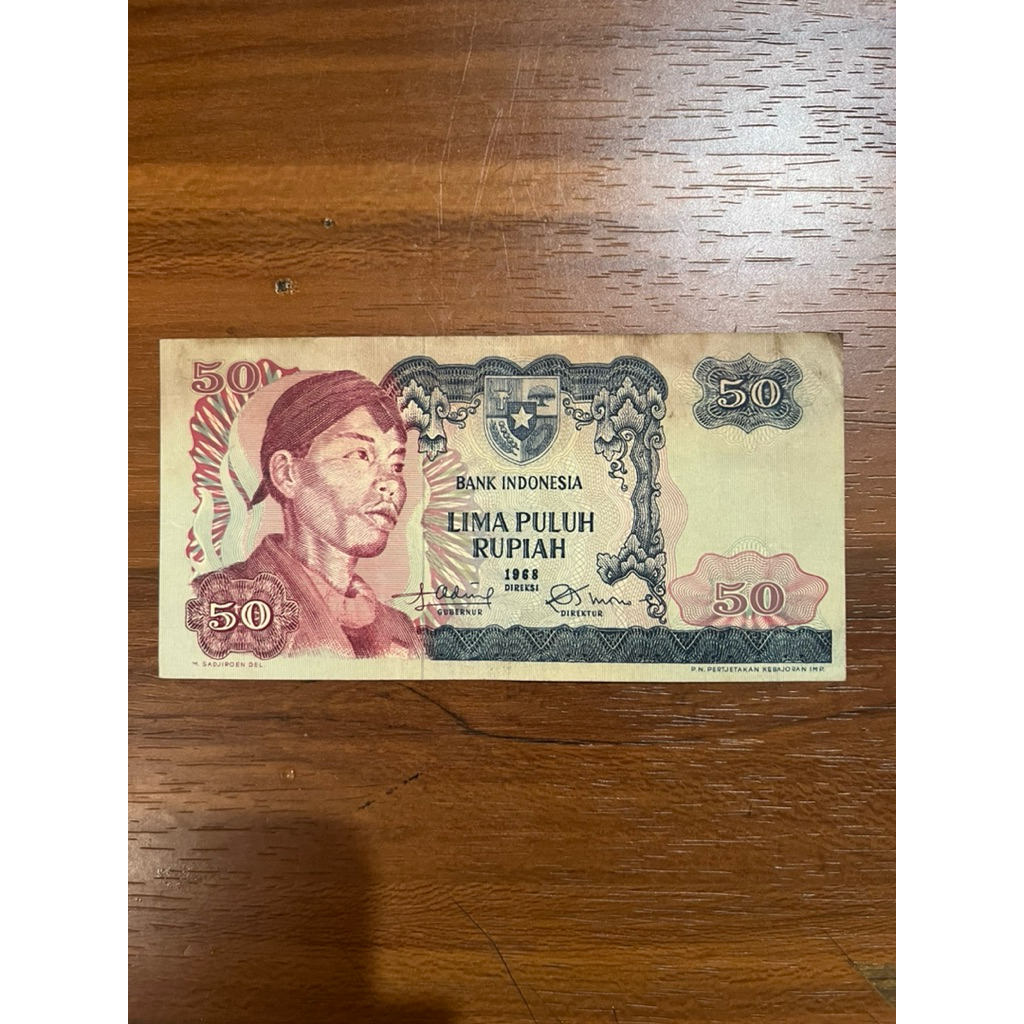 50
50
BANK INDONESIA
LIMA PULUH
RUPIAH
1968
DIREKSI
GUBERNUR
DIREKTUR
50
50
M. SADJIROEN DEL.
P.N. PERTJETAKAN KEBAJORAN IMP.